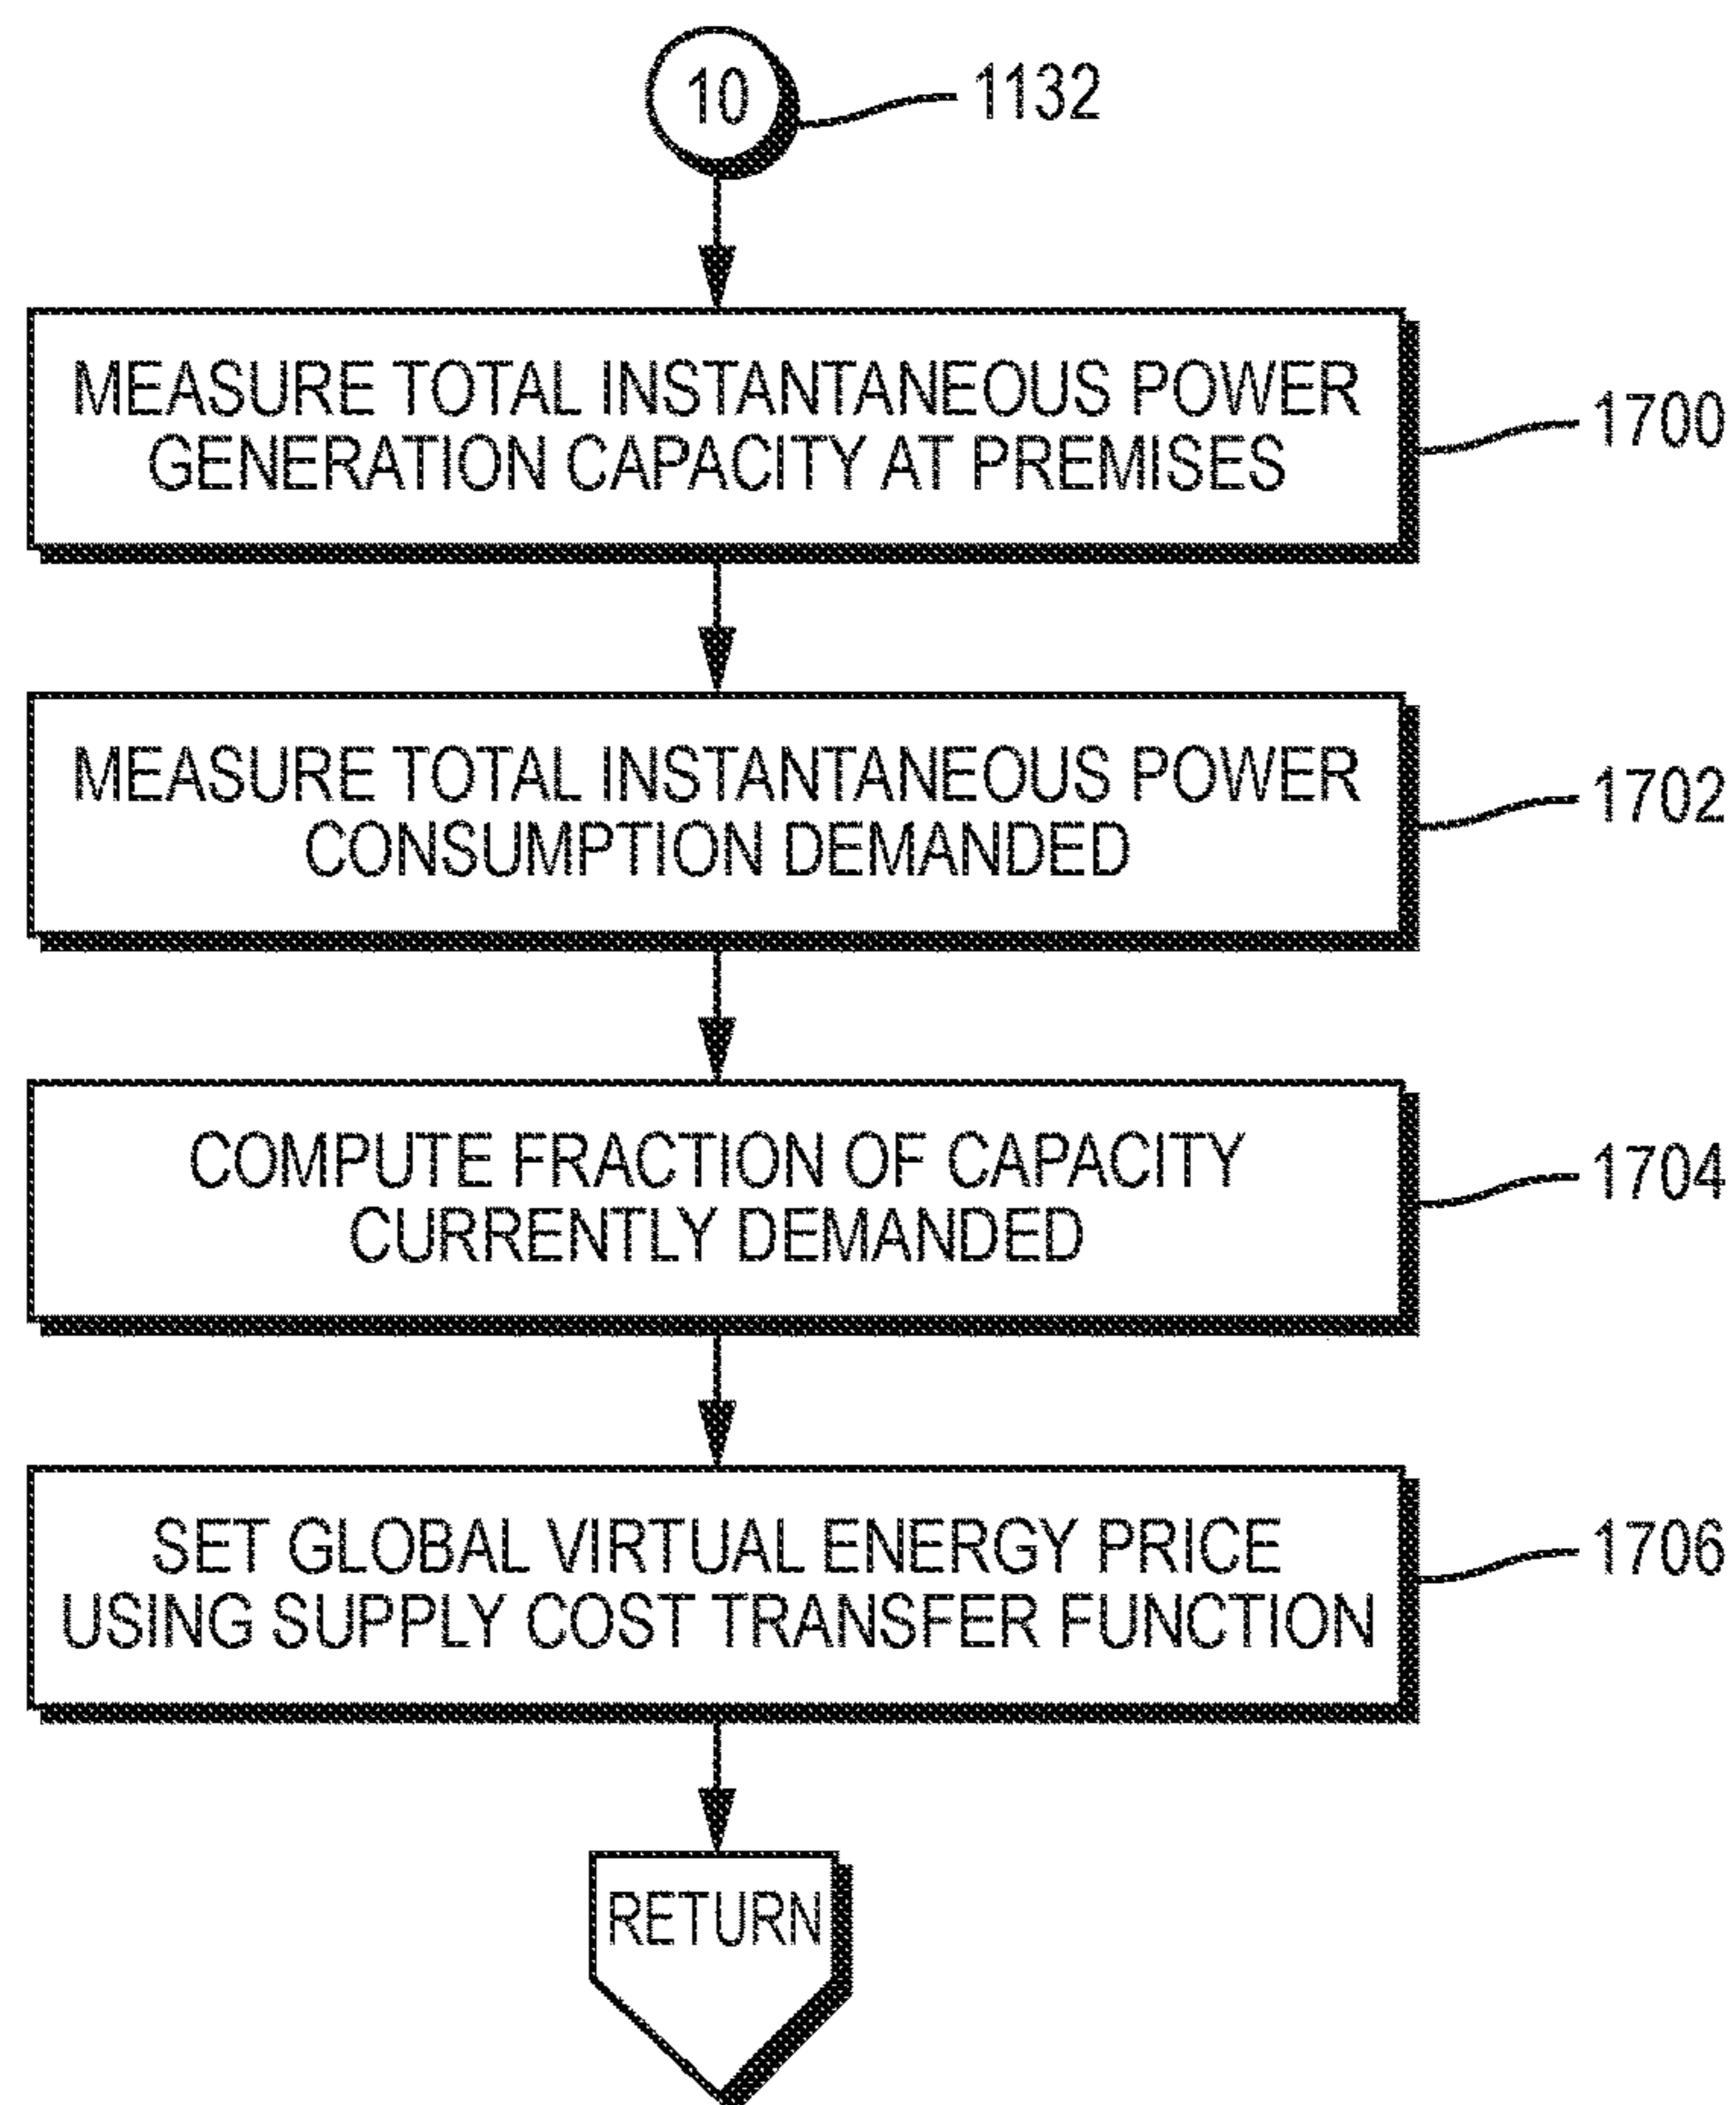 10
1132
MEASURE TOTAL INSTANTANEOUS POWER
GENERATION CAPACITY AT PREMISES
1700
MEASURE TOTAL INSTANTANEOUS POWER
CONSUMPTION DEMANDED
1702
COMPUTE FRACTION OF CAPACITY
CURRENTLY DEMANDED
1704
SET GLOBAL VIRTUAL ENERGY PRICE
USING SUPPLY COST TRANSFER FUNCTION
1706
RETURN